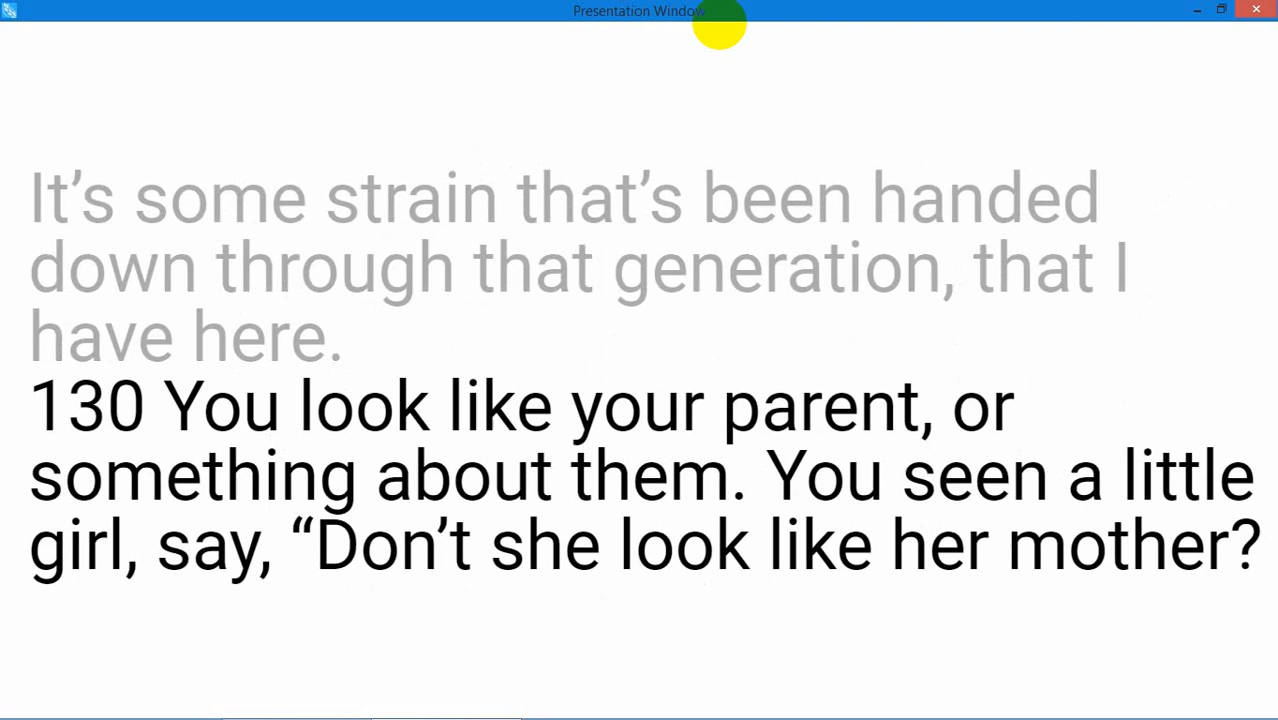 Presentation Window
It’s some strain that’s been handed
down through that generation, that I
have here.
130 You look like your parent, or
something about them. You seen a little
girl, say, “Don’t she look like her mother?